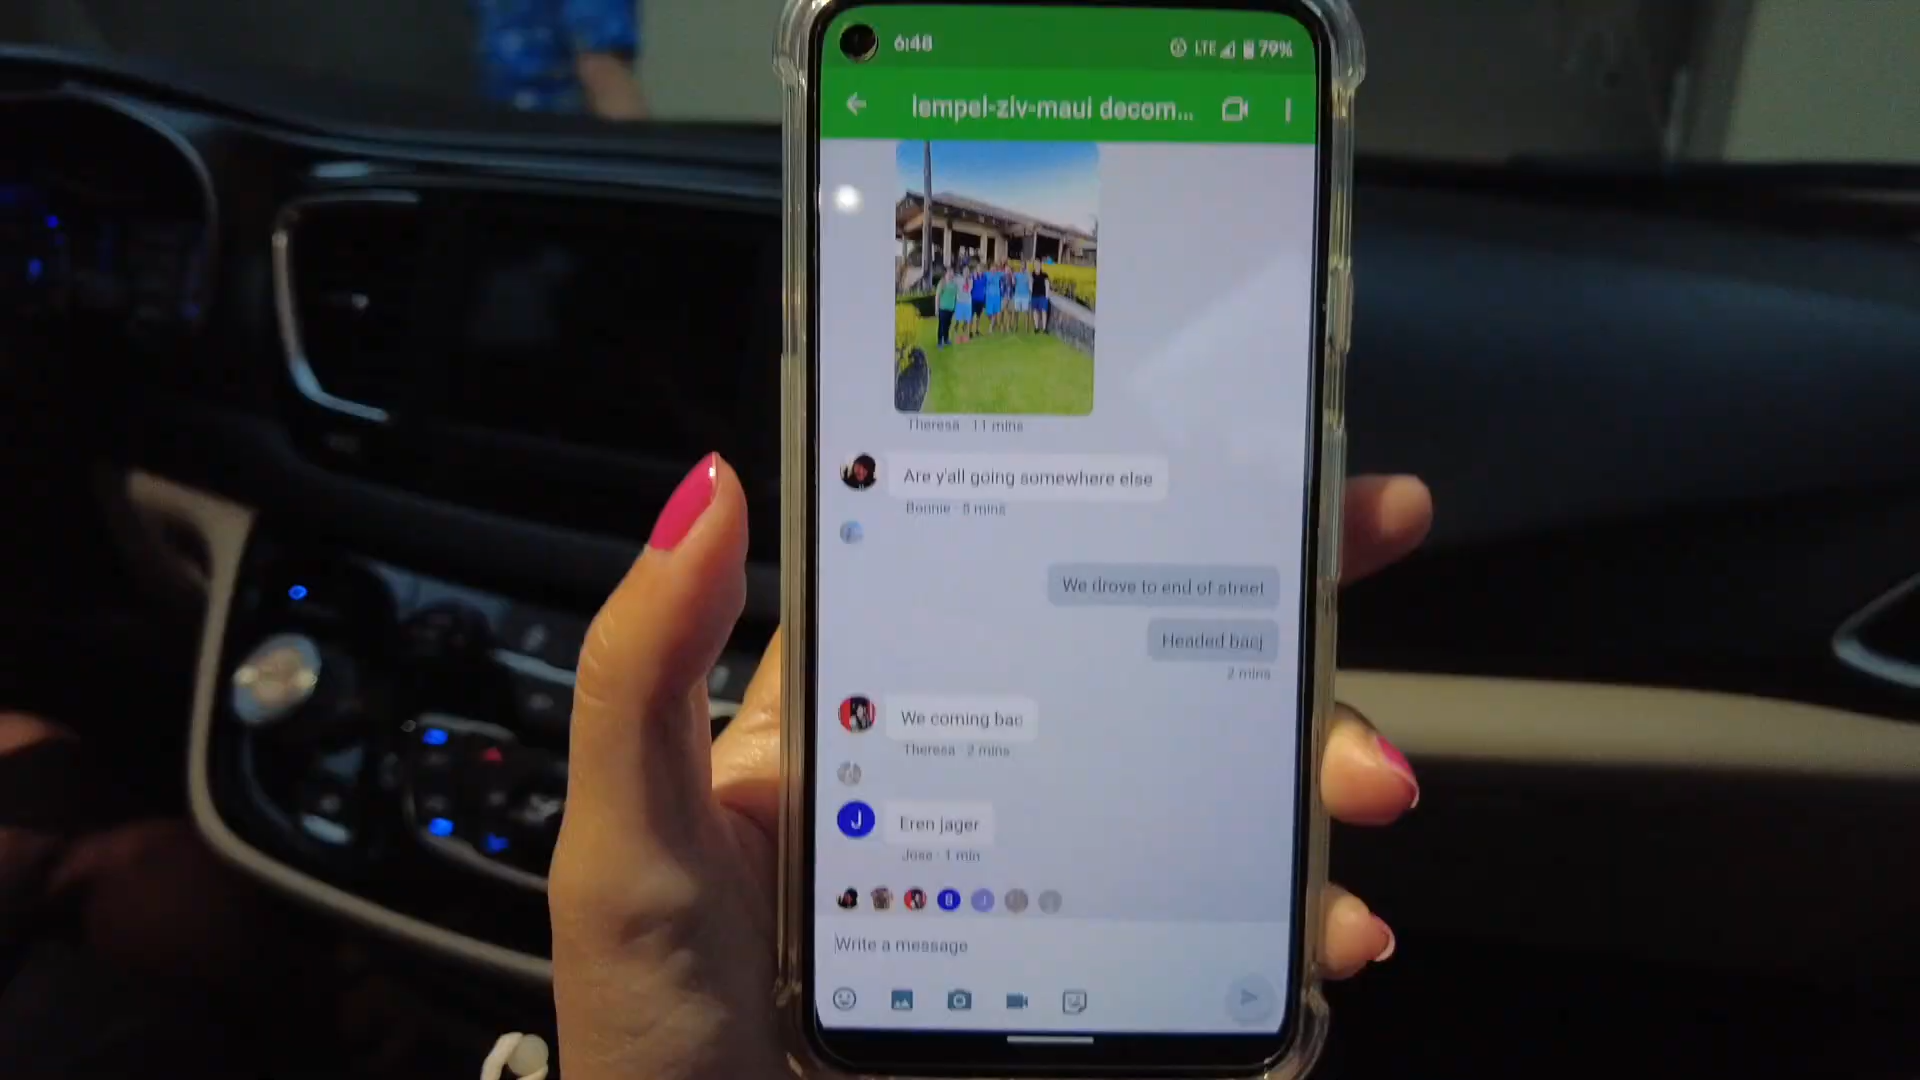 6:48
LTE 79%
lempel-ziv-maui decom...
Theresa · 11 mins
Are y'all going somewhere else
Bonnie · 8 mins
We drove to end of street
Headed bacj
2 mins
We coming bac
Theresa · 2 mins
J
Eren jager
Jose · 1 min
Write a message